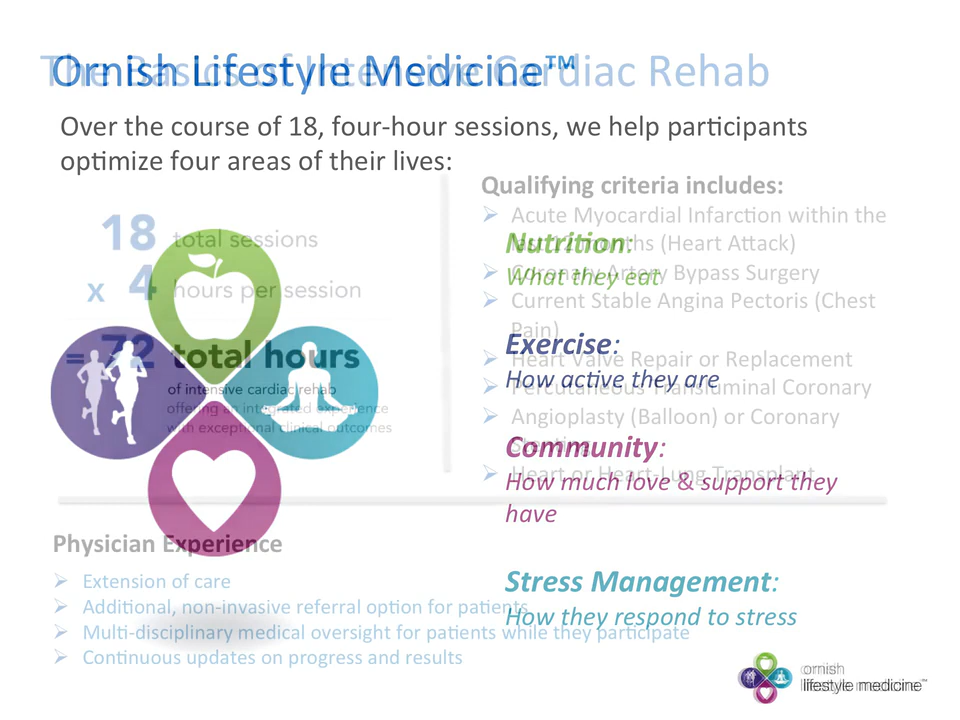 The Basics of Intensive Cardiac Rehab
Ornish Lifestyle Medicine™
Over the course of 18, four-hour sessions, we help participants
optimize four areas of their lives:
18 total sessions
x 4 hours per session
= 72 total hours
of intensive cardiac rehab
offering an integrated experience
with exceptional clinical outcomes
Qualifying criteria includes:
➢ Acute Myocardial Infarction within the
last 12 months (Heart Attack)
➢ Coronary Artery Bypass Surgery
➢ Current Stable Angina Pectoris (Chest
Pain)
➢ Heart Valve Repair or Replacement
➢ Percutaneous Transluminal Coronary
➢ Angioplasty (Balloon) or Coronary
Stenting
➢ Heart or Heart-Lung Transplant
Nutrition:
What they eat
Exercise:
How active they are
Community:
How much love & support they
have
Stress Management:
How they respond to stress
Physician Experience
➢ Extension of care
➢ Additional, non-invasive referral option for patients
➢ Multi-disciplinary medical oversight for patients while they participate
➢ Continuous updates on progress and results
ornish
lifestyle medicine™